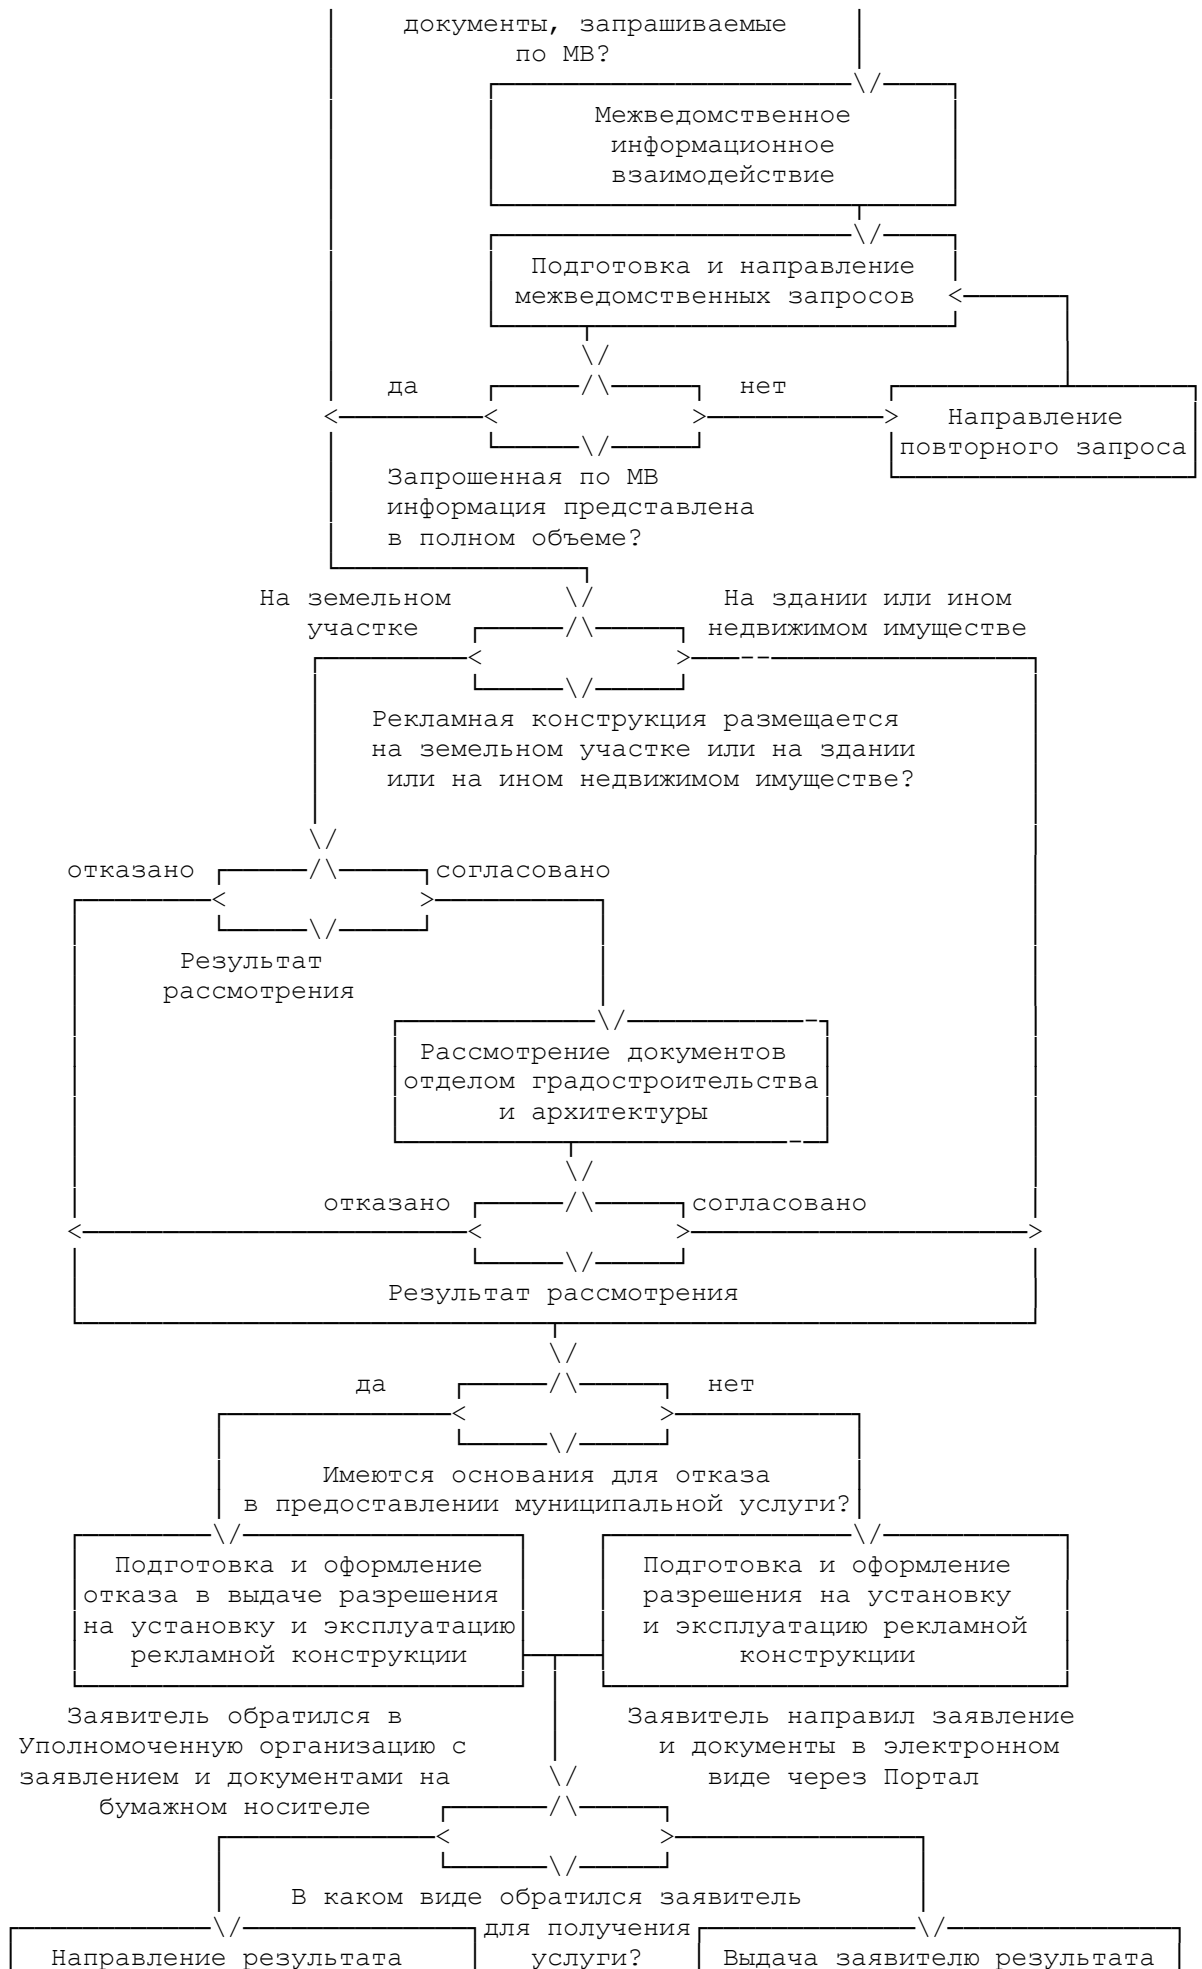 документы, запрашиваемые
по МВ?
Межведомственное
информационное
взаимодействие
Подготовка и направление
межведомственных запросов
да
нет
Направление
повторного запроса
Запрошенная по МВ
информация представлена
в полном объеме?
На земельном
участке
На здании или ином
недвижимом имуществе
Рекламная конструкция размещается
на земельном участке или на здании
или на ином недвижимом имуществе?
отказано
согласовано
Результат
рассмотрения
Рассмотрение документов
отделом градостроительства
и архитектуры
отказано
согласовано
Результат рассмотрения
да
нет
Имеются основания для отказа
в предоставлении муниципальной услуги?
Подготовка и оформление
отказа в выдаче разрешения
на установку и эксплуатацию
рекламной конструкции
Подготовка и оформление
разрешения на установку
и эксплуатацию рекламной
конструкции
Заявитель обратился в
Уполномоченную организацию с
заявлением и документами на
бумажном носителе
Заявитель направил заявление
и документы в электронном
виде через Портал
В каком виде обратился заявитель
для получения
услуги?
Направление результата
Выдача заявителю результата